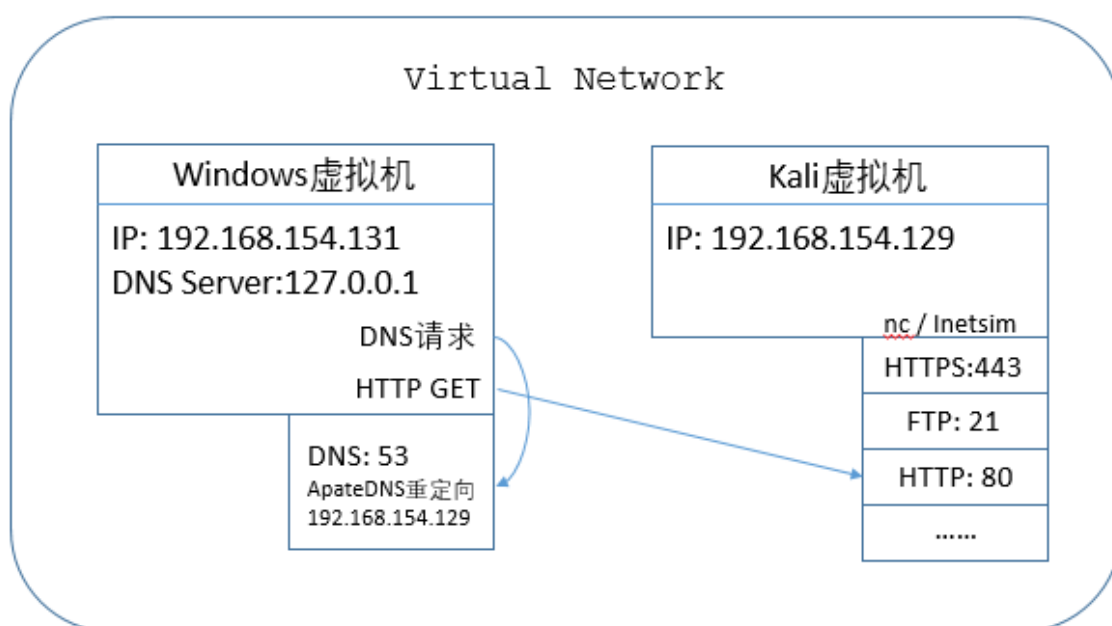 Virtual Network
Windows虚拟机
IP: 192.168.154.131
DNS Server:127.0.0.1
DNS请求
HTTP GET
DNS: 53
ApateDNS重定向
192.168.154.129
Kali虚拟机
IP: 192.168.154.129
nc / Inetsim
HTTPS:443
FTP: 21
HTTP: 80
……